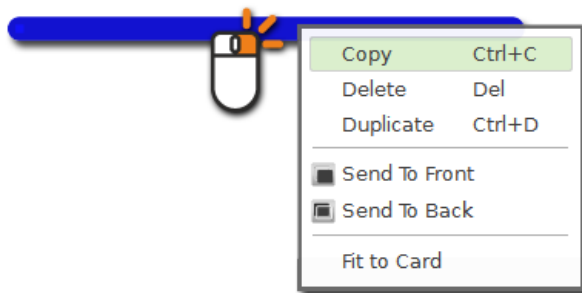 Copy Ctrl+C
Delete Del
Duplicate Ctrl+D
Send To Front
Send To Back
Fit to Card